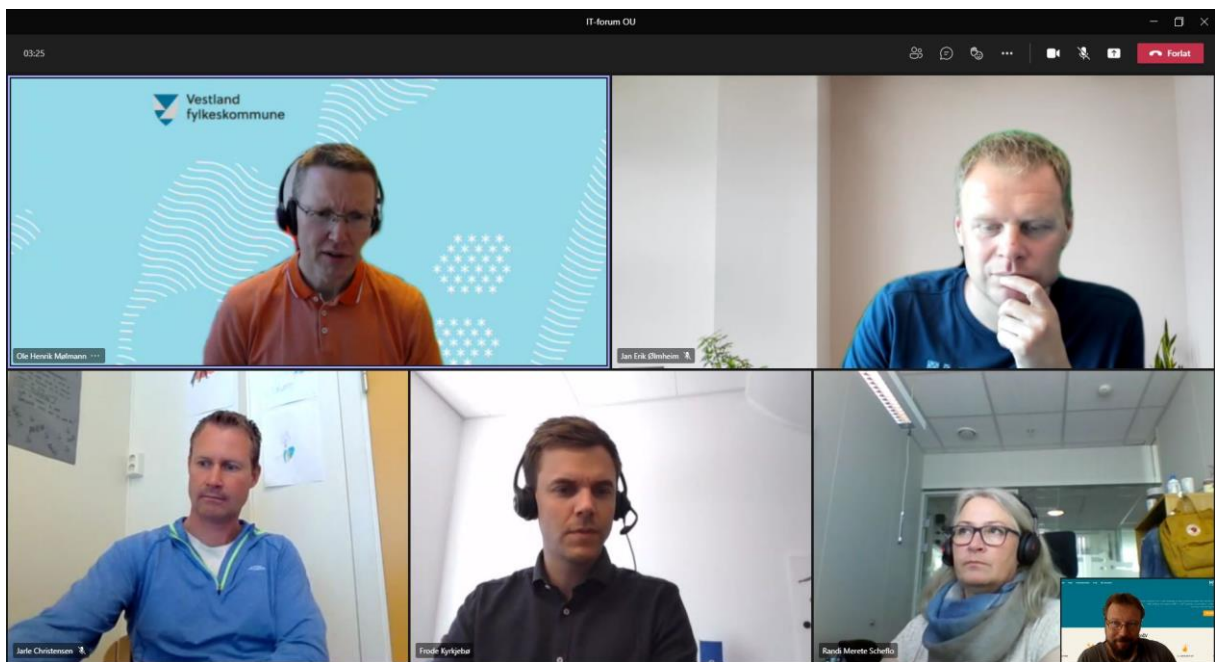 IT-forum OU
03:25
Forlat
Vestland
fylkeskommune
Ole Henrik Mølmann
Jan Erik Ølmheim
Jarle Christensen
Frode Kyrkjebø
Randi Merete Scheflo